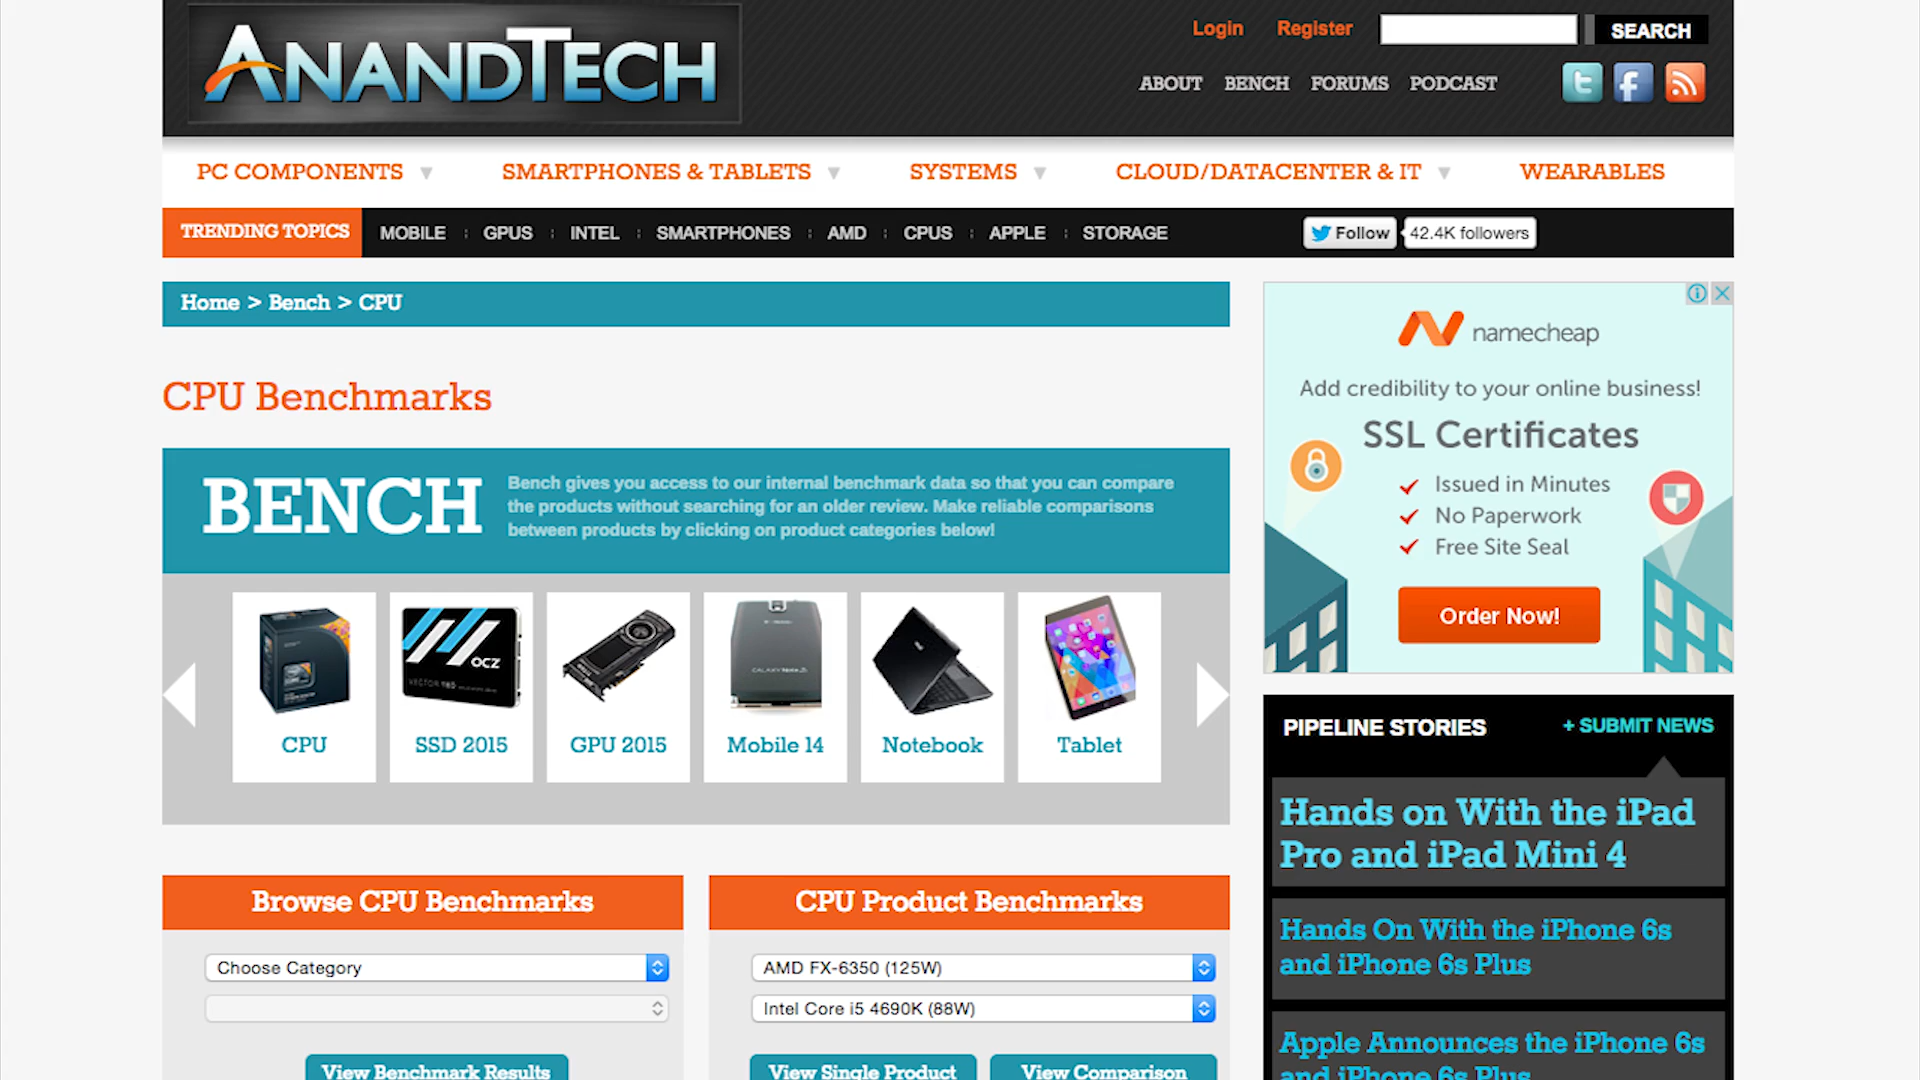 ANANDTECH
Login Register SEARCH
ABOUT BENCH FORUMS PODCAST
PC COMPONENTS SMARTPHONES & TABLETS SYSTEMS CLOUD/DATACENTER & IT WEARABLES
TRENDING TOPICS MOBILE GPUS INTEL SMARTPHONES AMD CPUS APPLE STORAGE Follow 42.4K followers
Home > Bench > CPU
CPU Benchmarks
BENCH
Bench gives you access to our internal benchmark data so that you can compare
the products without searching for an older review. Make reliable comparisons
between products by clicking on product categories below!
OCZ
CPU SSD 2015 GPU 2015 Mobile 14 Notebook Tablet
Browse CPU Benchmarks
Choose Category
View Benchmark Results
CPU Product Benchmarks
AMD FX-6350 (125W)
Intel Core i5 4690K (88W)
View Single Product View Comparison
namecheap
Add credibility to your online business!
SSL Certificates
Issued in Minutes
No Paperwork
Free Site Seal
Order Now!
PIPELINE STORIES + SUBMIT NEWS
Hands on With the iPad
Pro and iPad Mini 4
Hands On With the iPhone 6s
and iPhone 6s Plus
Apple Announces the iPhone 6s
and iPhone 6s Plus